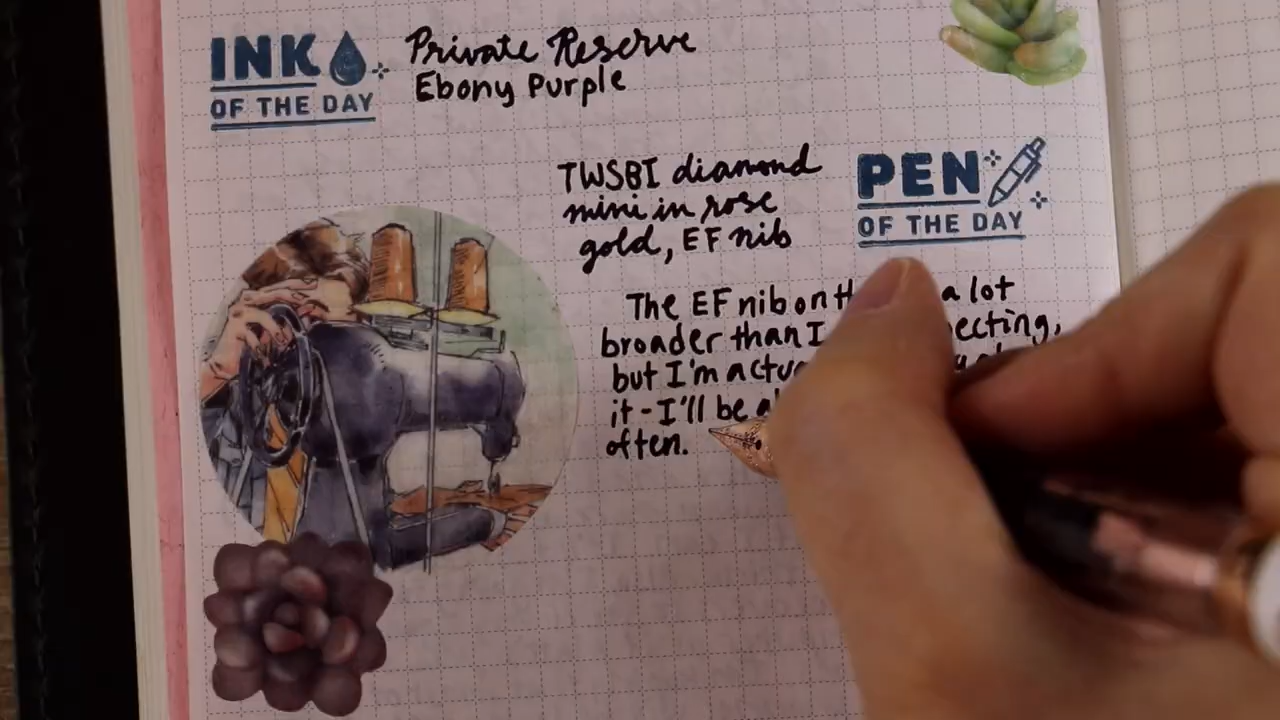 INK
OF THE DAY
Private Reserve
Ebony Purple
TWSBI diamond
mini in rose
gold, EF nib
PEN
OF THE DAY
The EF nib on a lot
broader than I
but I'm
it - I'll be
often.